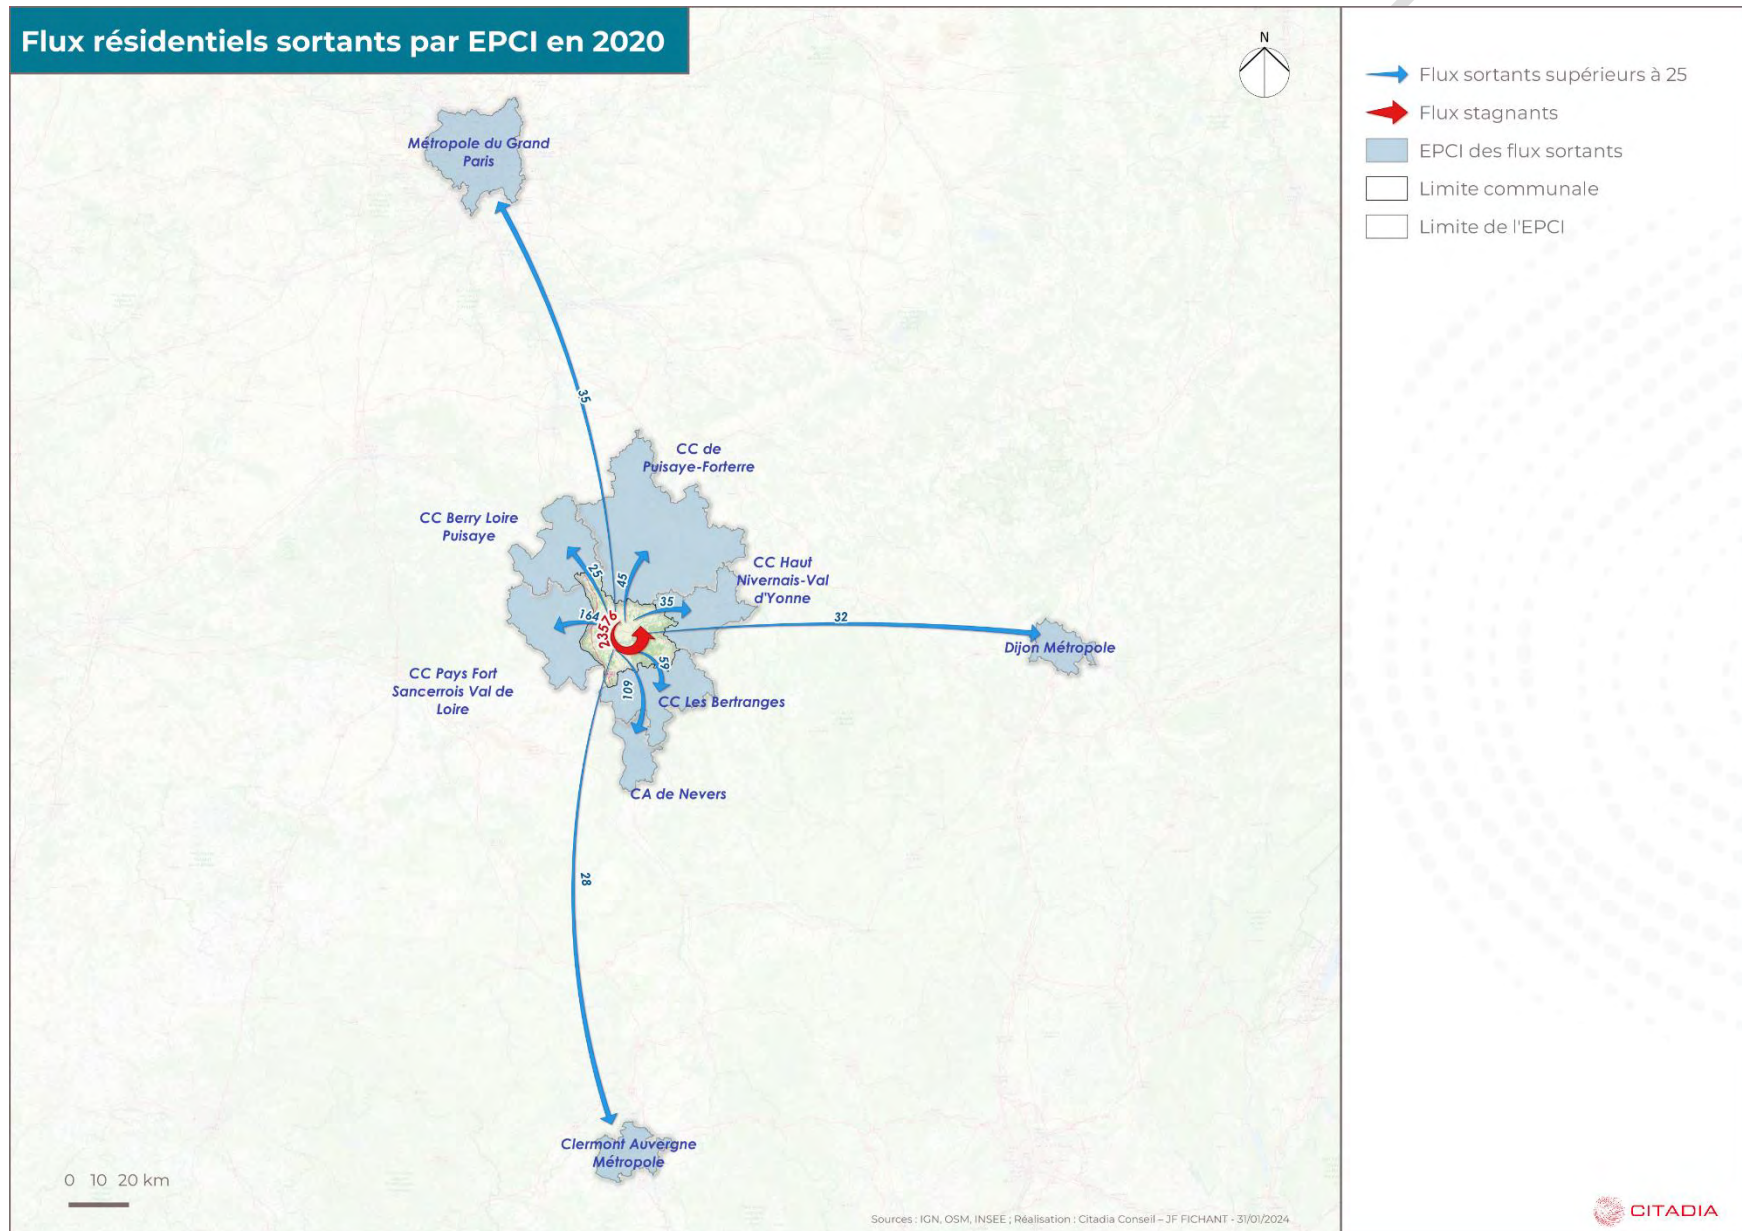 Flux résidentiels sortants par EPCI en 2020
N
Flux sortants supérieurs à 25
Flux stagnants
EPCI des flux sortants
Limite communale
Limite de l'EPCI
Métropole du Grand
Paris
35
CC de
Puisaye-Forterre
CC Berry Loire
Puisaye
CC Haut
Nivernais-Val
d'Yonne
25
45
35
164
23576
32
Dijon Métropole
59
109
CC Pays Fort
Sancerrois Val de
Loire
CC Les Bertranges
CA de Nevers
28
Clermont Auvergne
Métropole
0 10 20 km
Sources : IGN, OSM, INSEE ; Réalisation : Citadia Conseil – JF FICHANT - 31/01/2024
CITADIA